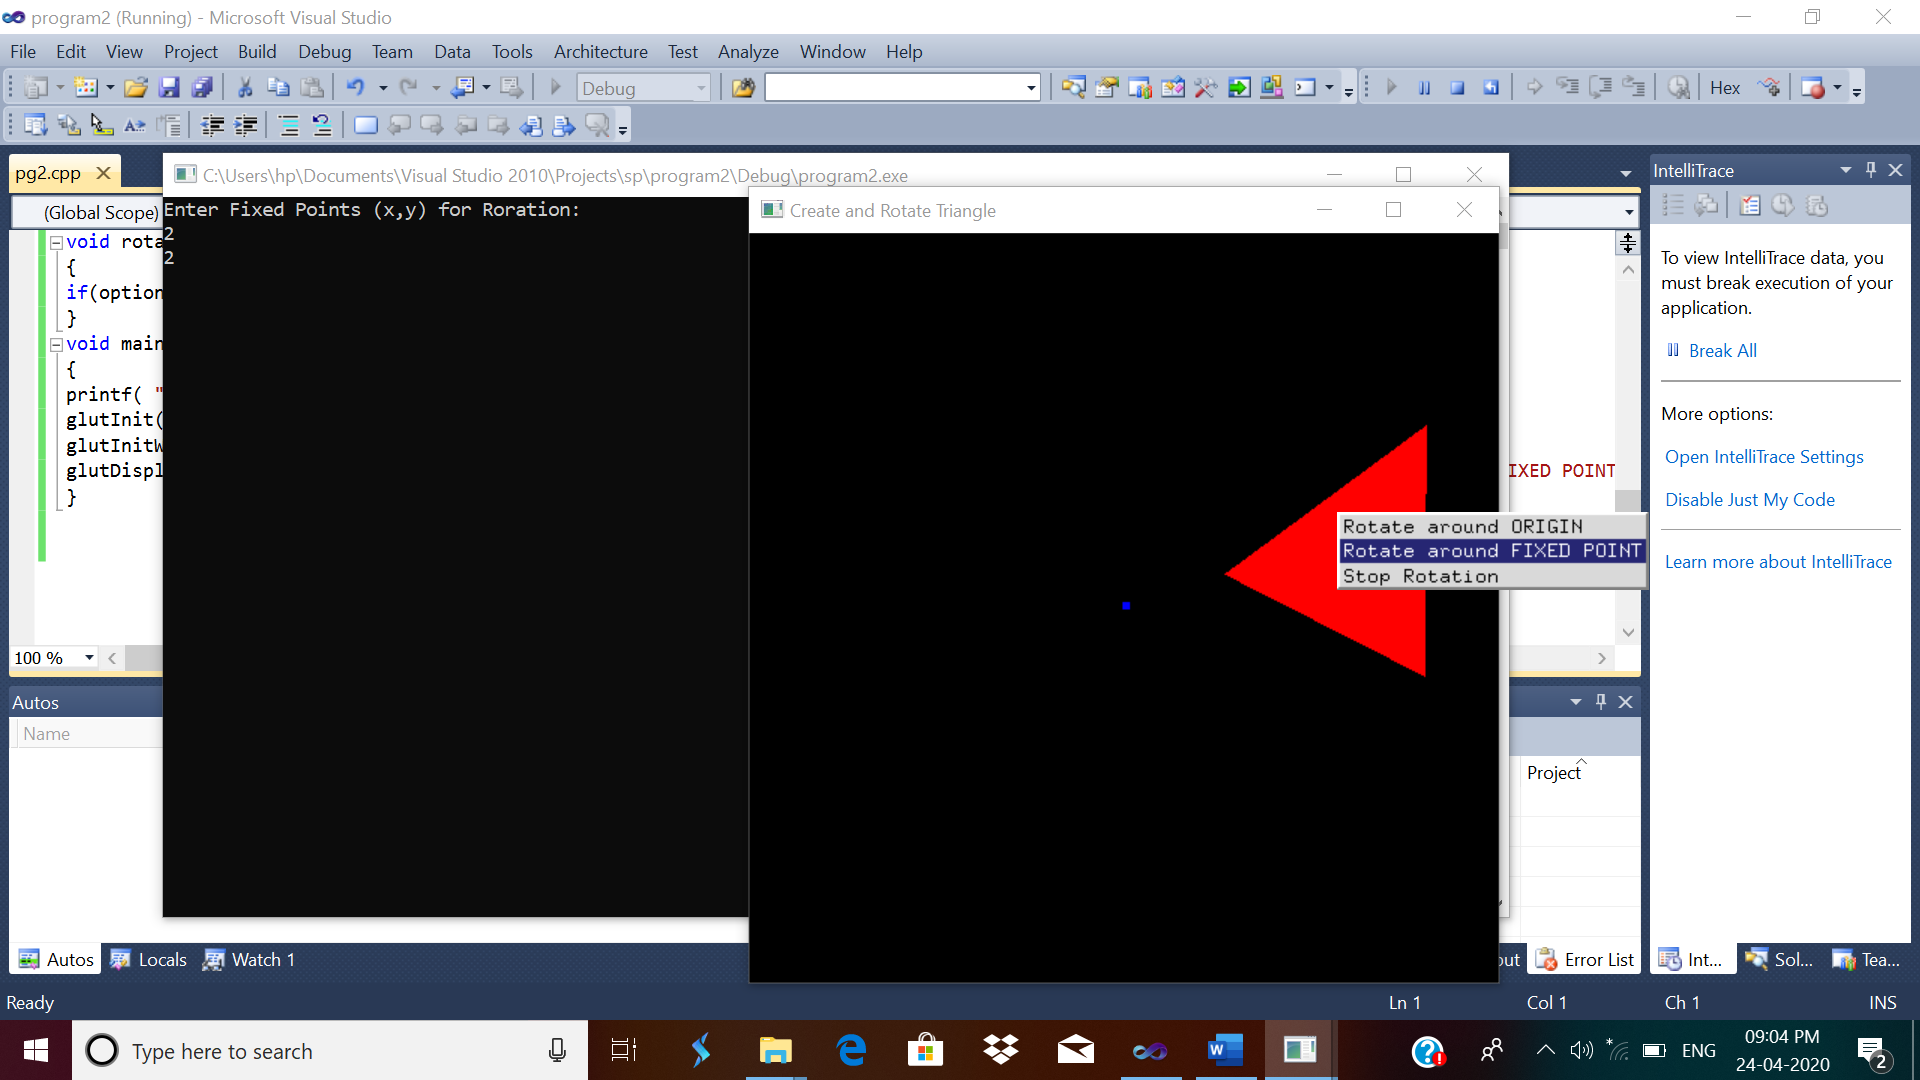 program2 (Running) - Microsoft Visual Studio
File Edit View Project Build Debug Team Data Tools Architecture Test Analyze Window Help
Debug
Hex
pg2.cpp
C:\Users\hp\Documents\Visual Studio 2010\Projects\sp\program2\Debug\program2.exe
IntelliTrace
(Global Scope)
Enter Fixed Points (x,y) for Roration:
2
2
Create and Rotate Triangle
void rota
{
if(option
}
void main
{
printf( "
glutInit(
glutInitW
glutDispl
}
IXED POINT
Rotate around ORIGIN
Rotate around FIXED POINT
Stop Rotation
To view IntelliTrace data, you
must break execution of your
application.
Break All
More options:
Open IntelliTrace Settings
Disable Just My Code
Learn more about IntelliTrace
100 %
Autos
Name
Project
Autos Locals Watch 1
put
Error List
Int... Sol... Tea...
Ready
Ln 1 Col 1 Ch 1 INS
Type here to search
ENG
09:04 PM
24-04-2020
2